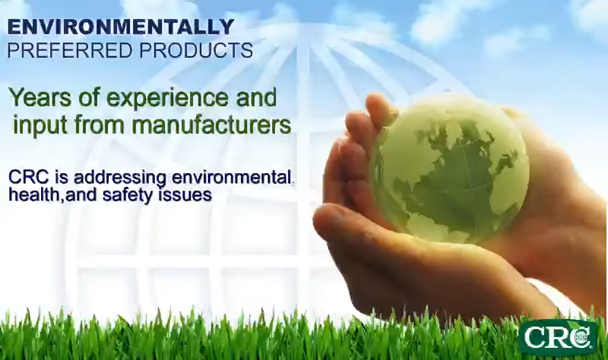 ENVIRONMENTALLY
PREFERRED PRODUCTS
Years of experience and
input from manufacturers
CRC is addressing environmental,
health,and safety issues
CRC